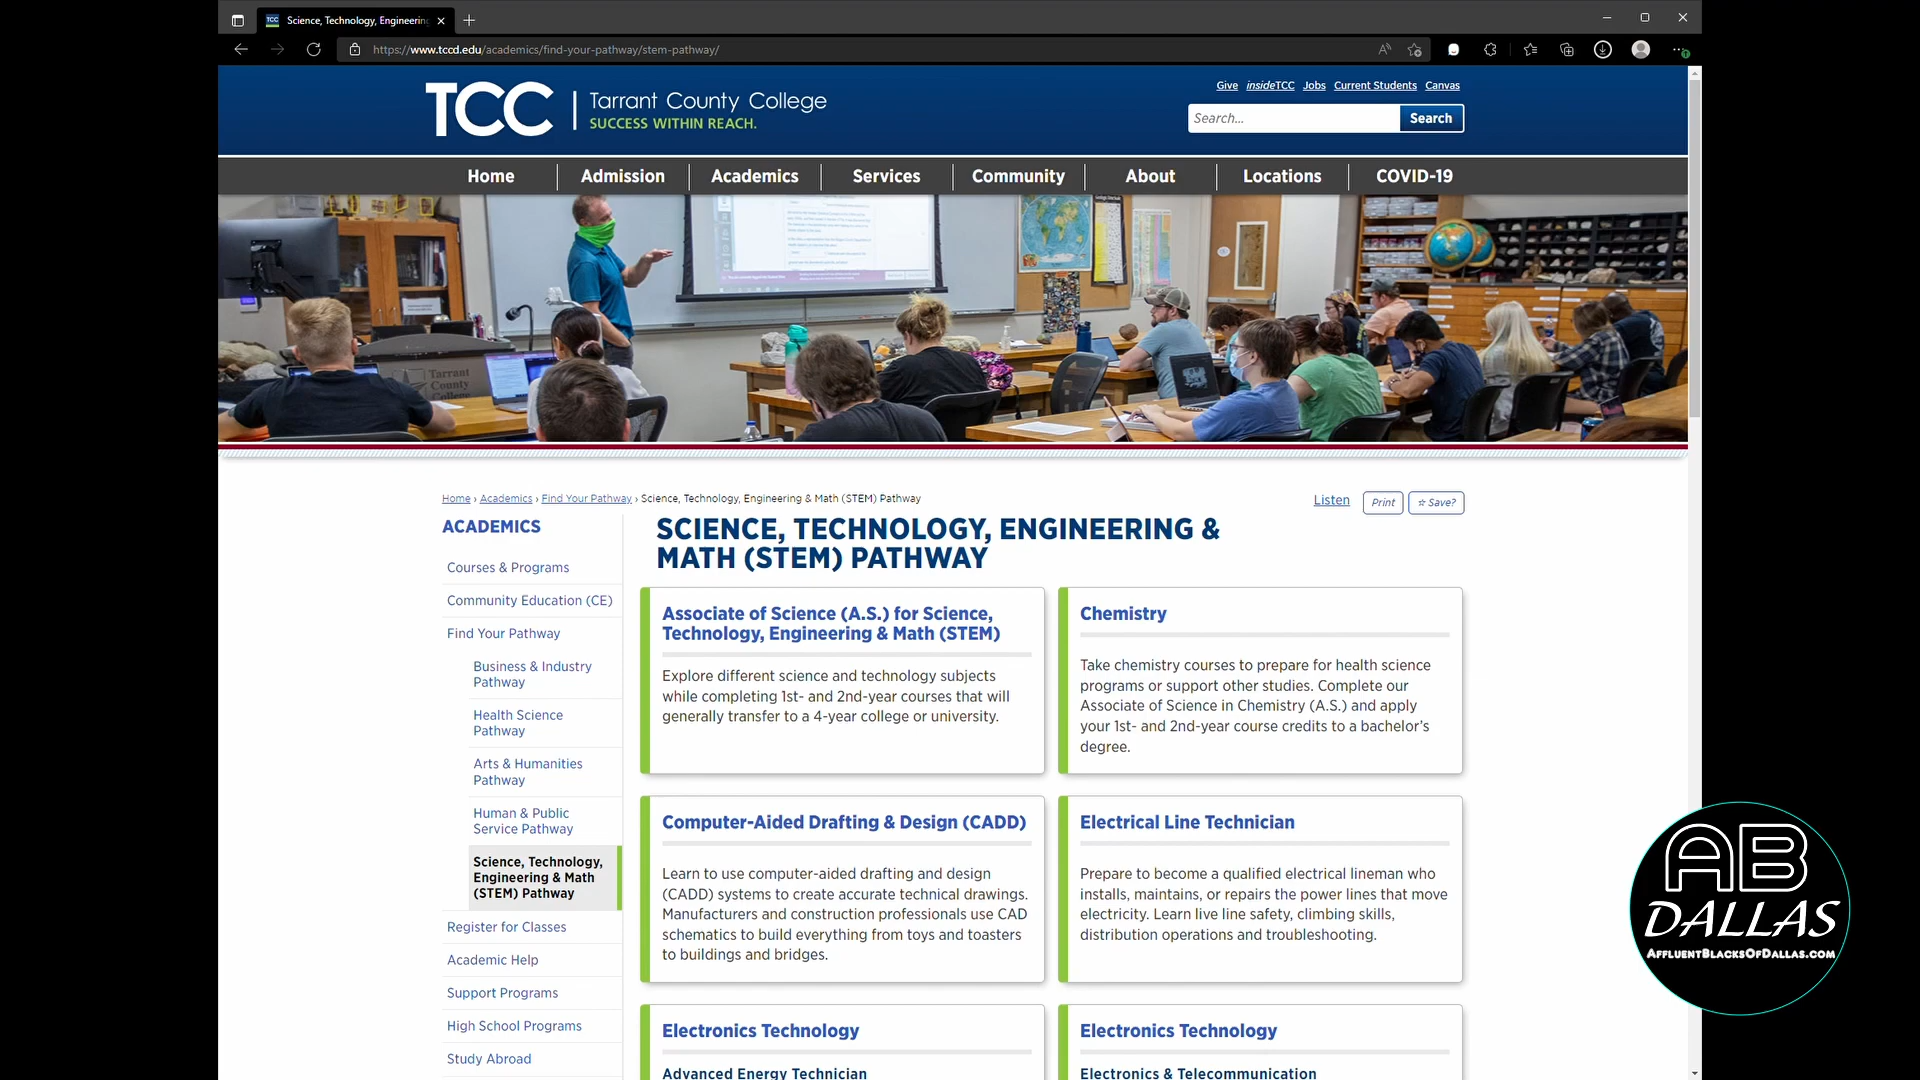 Science, Technology, Engineerin
https://www.tccd.edu/academics/find-your-pathway/stem-pathway/
TCC
Tarrant County College
SUCCESS WITHIN REACH.
Give insideTCC Jobs Current Students Canvas
Search...
Search
Home
Admission
Academics
Services
Community
About
Locations
COVID-19
Tarrant
County
College
Home › Academics › Find Your Pathway › Science, Technology, Engineering & Math (STEM) Pathway
Listen
Print
☆ Save?
ACADEMICS
Courses & Programs
Community Education (CE)
Find Your Pathway
Business & Industry
Pathway
Health Science
Pathway
Arts & Humanities
Pathway
Human & Public
Service Pathway
Science, Technology,
Engineering & Math
(STEM) Pathway
Register for Classes
Academic Help
Support Programs
High School Programs
Study Abroad
SCIENCE, TECHNOLOGY, ENGINEERING &
MATH (STEM) PATHWAY
Associate of Science (A.S.) for Science,
Technology, Engineering & Math (STEM)
Explore different science and technology subjects
while completing 1st- and 2nd-year courses that will
generally transfer to a 4-year college or university.
Chemistry
Take chemistry courses to prepare for health science
programs or support other studies. Complete our
Associate of Science in Chemistry (A.S.) and apply
your 1st- and 2nd-year course credits to a bachelor's
degree.
Computer-Aided Drafting & Design (CADD)
Learn to use computer-aided drafting and design
(CADD) systems to create accurate technical drawings.
Manufacturers and construction professionals use CAD
schematics to build everything from toys and toasters
to buildings and bridges.
Electrical Line Technician
Prepare to become a qualified electrical lineman who
installs, maintains, or repairs the power lines that move
electricity. Learn live line safety, climbing skills,
distribution operations and troubleshooting.
Electronics Technology
Advanced Energy Technician
Electronics Technology
Electronics & Telecommunication
AB
DALLAS
AFFLUENTBLACKSOFDALLAS.COM